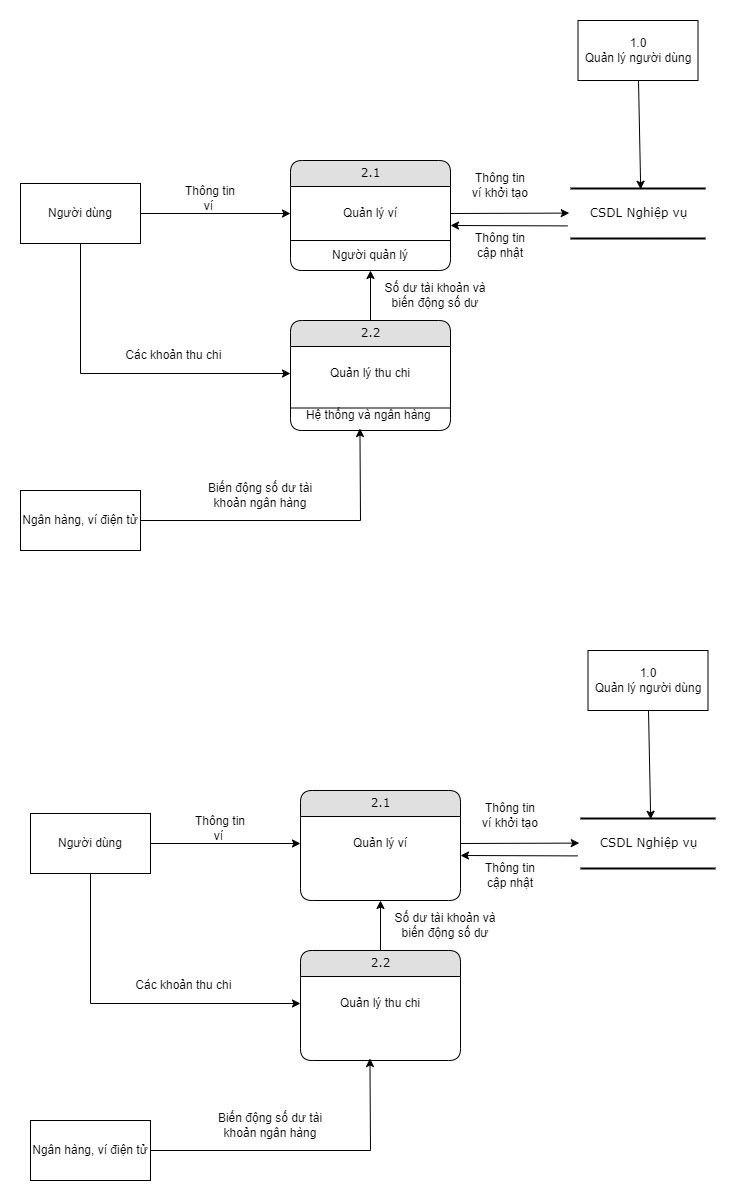 1.0
Quản lý người dùng
2.1
Thông tin
ví khởi tạo
Thông tin
ví
Người dùng
Quản lý ví
CSDL Nghiệp vụ
Thông tin
cập nhật
Người quản lý
Số dư tài khoản và
biến động số dư
2.2
Các khoản thu chi
Quản lý thu chi
Hệ thống và ngân hàng
Biến động số dư tài
khoản ngân hàng
Ngân hàng, ví điện tử
1.0
Quản lý người dùng
2.1
Thông tin
ví khởi tạo
Thông tin
ví
Người dùng
Quản lý ví
CSDL Nghiệp vụ
Thông tin
cập nhật
Số dư tài khoản và
biến động số dư
2.2
Các khoản thu chi
Quản lý thu chi
Biến động số dư tài
khoản ngân hàng
Ngân hàng, ví điện tử